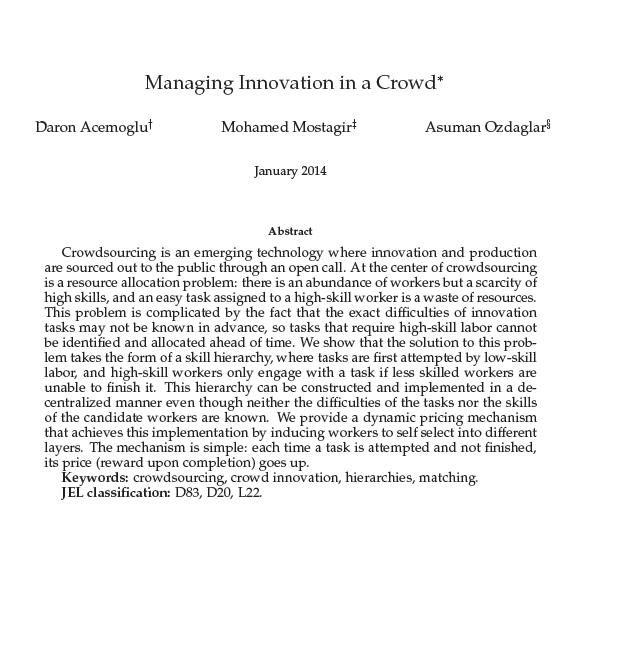 Managing Innovation in a Crowd*
Daron Acemoglu† Mohamed Mostagir‡ Asuman Ozdaglar§
January 2014
Abstract
Crowdsourcing is an emerging technology where innovation and production
are sourced out to the public through an open call. At the center of crowdsourcing
is a resource allocation problem: there is an abundance of workers but a scarcity of
high skills, and an easy task assigned to a high-skill worker is a waste of resources.
This problem is complicated by the fact that the exact difficulties of innovation
tasks may not be known in advance, so tasks that require high-skill labor cannot
be identified and allocated ahead of time. We show that the solution to this prob-
lem takes the form of a skill hierarchy, where tasks are first attempted by low-skill
labor, and high-skill workers only engage with a task if less skilled workers are
unable to finish it. This hierarchy can be constructed and implemented in a de-
centralized manner even though neither the difficulties of the tasks nor the skills
of the candidate workers are known. We provide a dynamic pricing mechanism
that achieves this implementation by inducing workers to self select into different
layers. The mechanism is simple: each time a task is attempted and not finished,
its price (reward upon completion) goes up.
Keywords: crowdsourcing, crowd innovation, hierarchies, matching.
JEL classification: D83, D20, L22.